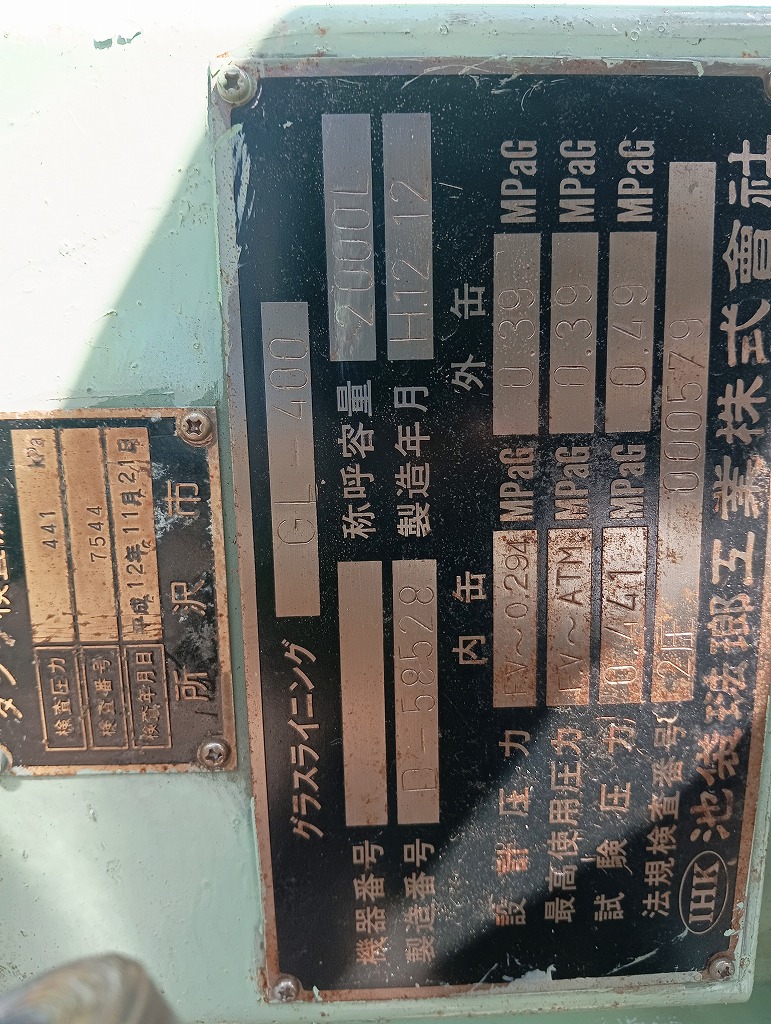 グラスライニング GL-400
機器番号 称呼容量 2000L
製造番号 D-58528 製造年月 H.12.12
内缶 外缶
設計圧力 FV～0.294 MPaG 0.39 MPaG
最高使用圧力 FV～ATM MPaG 0.39 MPaG
試験圧力 0.441 MPaG 0.49 MPaG
法規検査番号 000579
IHK 池袋琺瑯工業株式會社
検査圧力 441 kPa
検査番号 7544
検査年月日 平成12年11月21日
所沢市